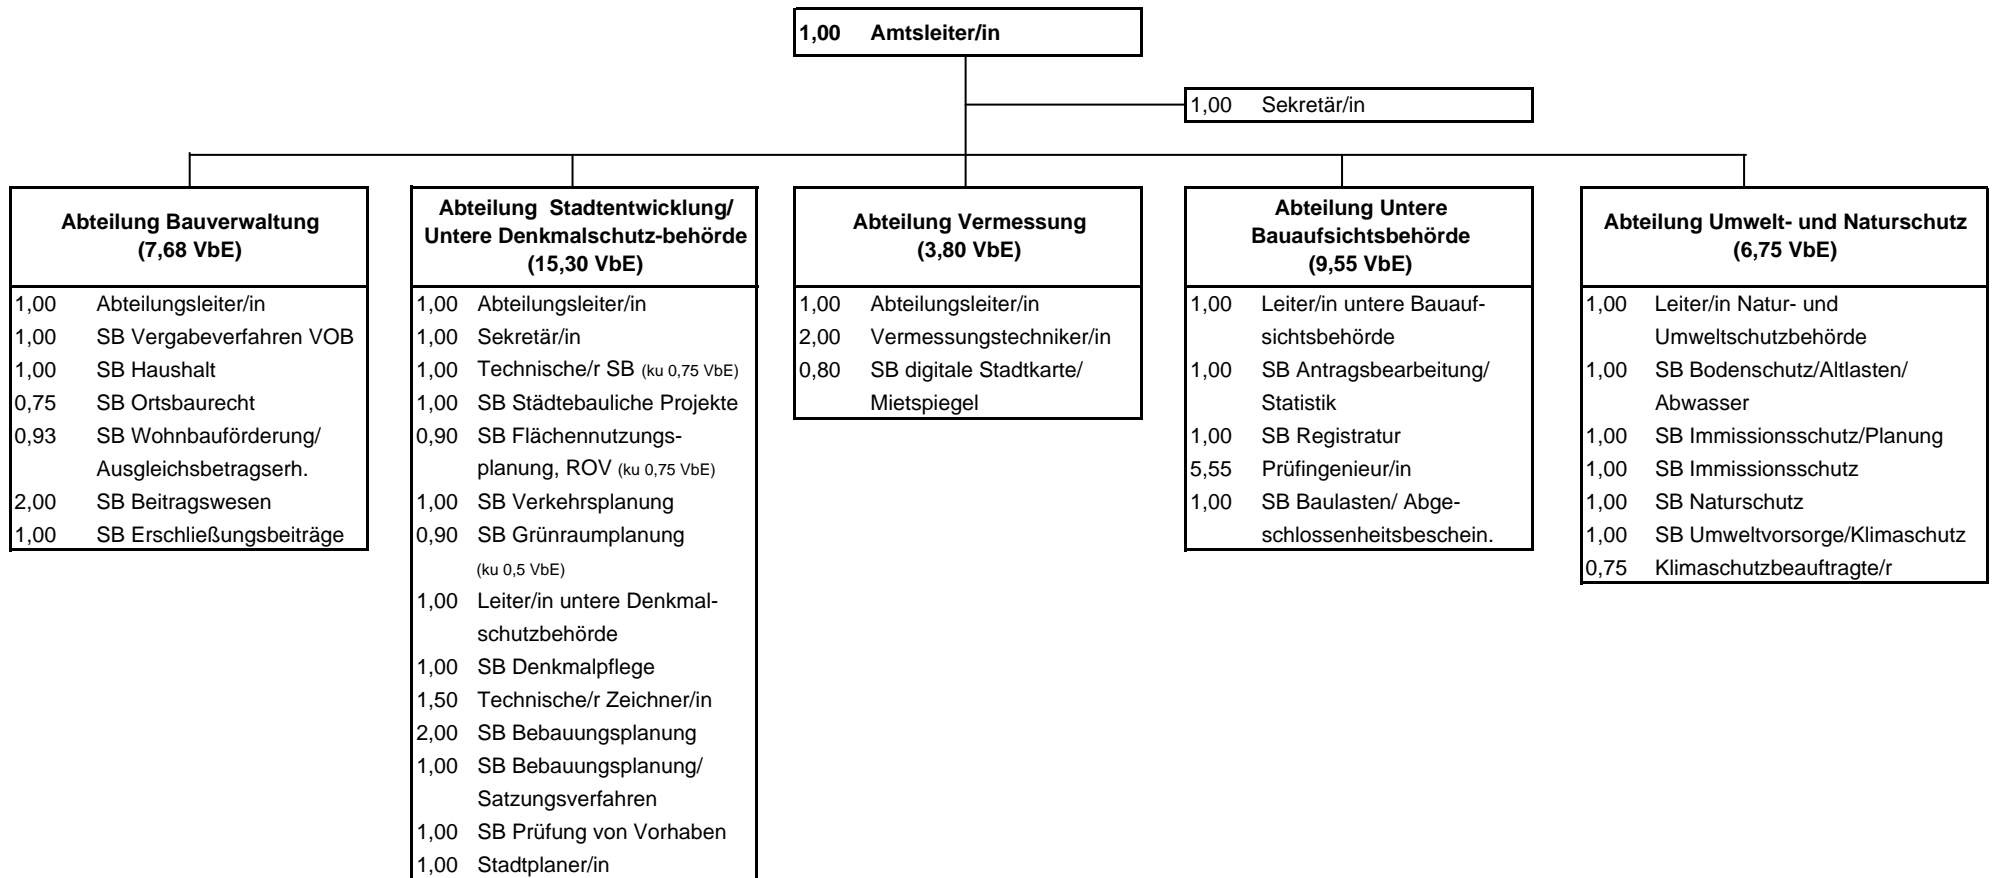 1,00 Amtsleiter/in
1,00 Sekretär/in
Abteilung Bauverwaltung
(7,68 VbE)
1,00 Abteilungsleiter/in
1,00 SB Vergabeverfahren VOB
1,00 SB Haushalt
0,75 SB Ortsbaurecht
0,93 SB Wohnbauförderung/
Ausgleichsbetragserh.
2,00 SB Beitragswesen
1,00 SB Erschließungsbeiträge
Abteilung Stadtentwicklung/
Untere Denkmalschutz-behörde
(15,30 VbE)
1,00 Abteilungsleiter/in
1,00 Sekretär/in
1,00 Technische/r SB (ku 0,75 VbE)
1,00 SB Städtebauliche Projekte
0,90 SB Flächennutzungs-
planung, ROV (ku 0,75 VbE)
1,00 SB Verkehrsplanung
0,90 SB Grünraumplanung
(ku 0,5 VbE)
1,00 Leiter/in untere Denkmal-
schutzbehörde
1,00 SB Denkmalpflege
1,50 Technische/r Zeichner/in
2,00 SB Bebauungsplanung
1,00 SB Bebauungsplanung/
Satzungsverfahren
1,00 SB Prüfung von Vorhaben
1,00 Stadtplaner/in
Abteilung Vermessung
(3,80 VbE)
1,00 Abteilungsleiter/in
2,00 Vermessungstechniker/in
0,80 SB digitale Stadtkarte/
Mietspiegel
Abteilung Untere
Bauaufsichtsbehörde
(9,55 VbE)
1,00 Leiter/in untere Bauauf-
sichtsbehörde
1,00 SB Antragsbearbeitung/
Statistik
1,00 SB Registratur
5,55 Prüfingenieur/in
1,00 SB Baulasten/ Abge-
schlossenheitsbeschein.
Abteilung Umwelt- und Naturschutz
(6,75 VbE)
1,00 Leiter/in Natur- und
Umweltschutzbehörde
1,00 SB Bodenschutz/Altlasten/
Abwasser
1,00 SB Immissionsschutz/Planung
1,00 SB Immissionsschutz
1,00 SB Naturschutz
1,00 SB Umweltvorsorge/Klimaschutz
0,75 Klimaschutzbeauftragte/r